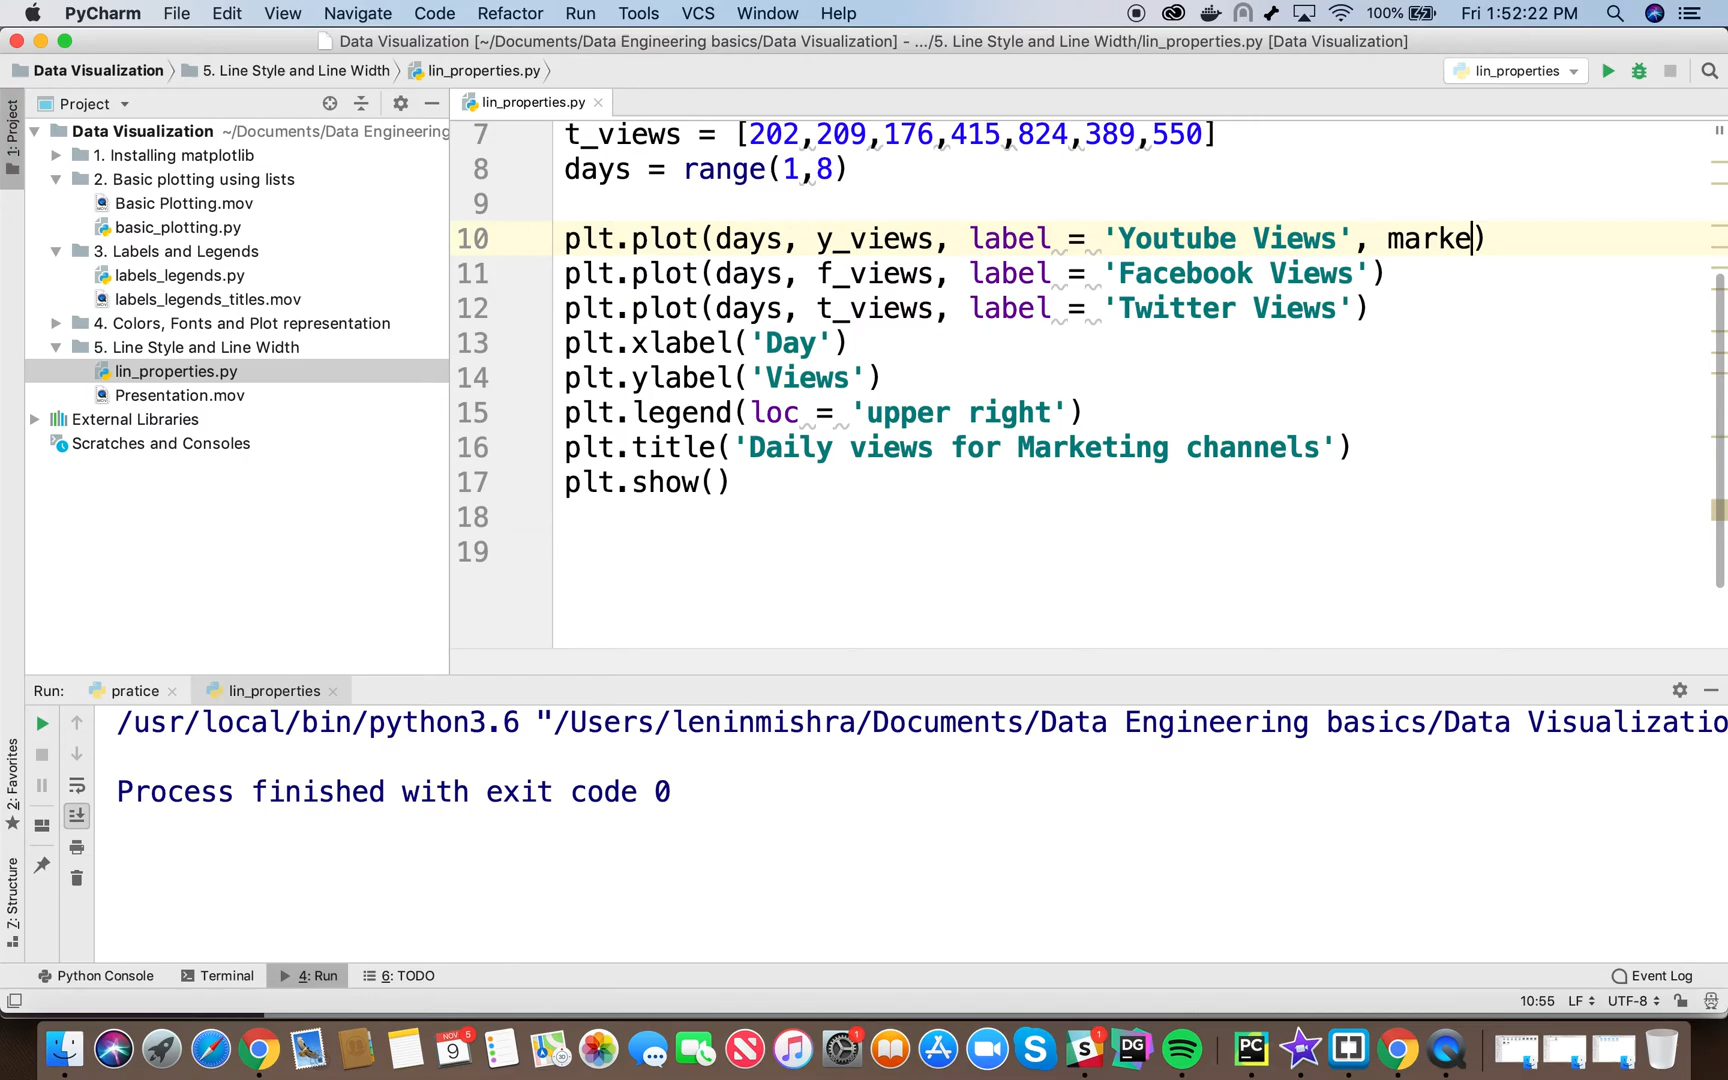 PyCharm File Edit View Navigate Code Refactor Run Tools VCS Window Help 100% Fri 1:52:22 PM
Data Visualization [~/Documents/Data Engineering basics/Data Visualization] - .../5. Line Style and Line Width/lin_properties.py [Data Visualization]
Data Visualization 5. Line Style and Line Width lin_properties.py lin_properties
Project lin_properties.py
1: Project
Data Visualization ~/Documents/Data Engineering
1. Installing matplotlib
2. Basic plotting using lists
Basic Plotting.mov
basic_plotting.py
3. Labels and Legends
labels_legends.py
labels_legends_titles.mov
4. Colors, Fonts and Plot representation
5. Line Style and Line Width
lin_properties.py
Presentation.mov
External Libraries
Scratches and Consoles
7 t_views = [202,209,176,415,824,389,550]
8 days = range(1,8)
9
10 plt.plot(days, y_views, label = 'Youtube Views', marke)
11 plt.plot(days, f_views, label = 'Facebook Views')
12 plt.plot(days, t_views, label = 'Twitter Views')
13 plt.xlabel('Day')
14 plt.ylabel('Views')
15 plt.legend(loc = 'upper right')
16 plt.title('Daily views for Marketing channels')
17 plt.show()
18
19
Run: pratice lin_properties
/usr/local/bin/python3.6 "/Users/leninmishra/Documents/Data Engineering basics/Data Visualizatio
Process finished with exit code 0
2: Favorites
Z: Structure
Python Console Terminal 4: Run 6: TODO Event Log
10:55 LF UTF-8
NOV 5
9
1
S
1
DG
PC